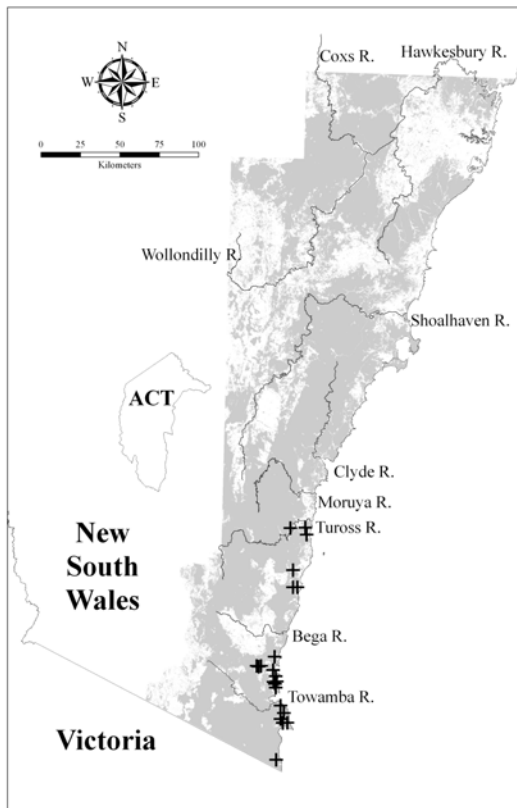 Coxs R.
Hawkesbury R.
N
W
E
S
0 25 50 75 100
Kilometers
Wollondilly R.
Shoalhaven R.
ACT
Clyde R.
Moruya R.
Tuross R.
New
South
Wales
Bega R.
Towamba R.
Victoria